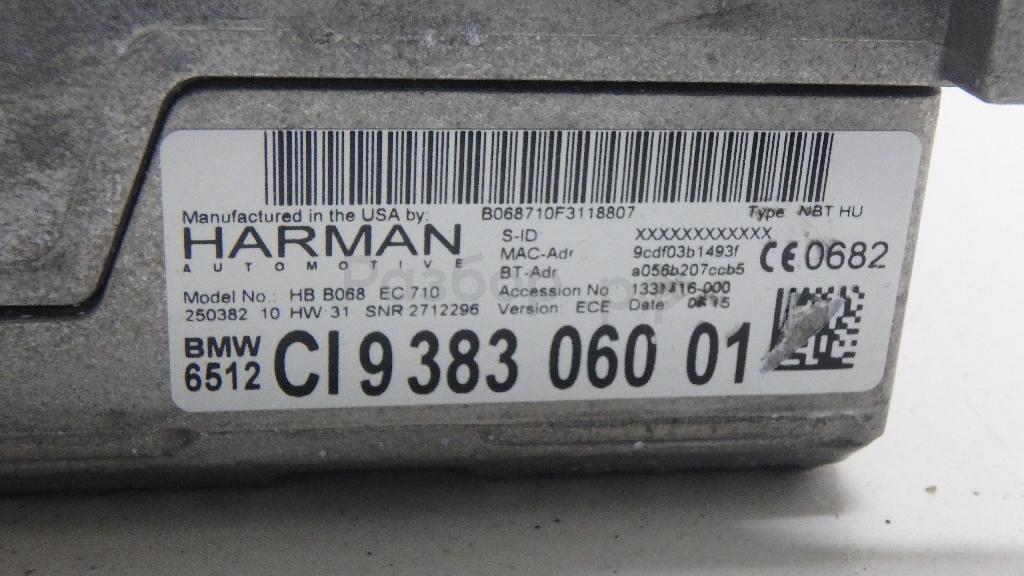 Manufactured in the USA by: B068710F3118807 Type NBT HU
HARMAN
AUTOMOTIVE
S-ID XXXXXXXXXXXX
MAC-Adr 9cdf03b1493f
BT-Adr a056b207ccb5
CE 0682
Model No.: HB B068 EC 710 Accession No 1331416-000
250382 10 HW 31 SNR 2712296 Version ECE Date
BMW
6512
CI 9 383 060 01